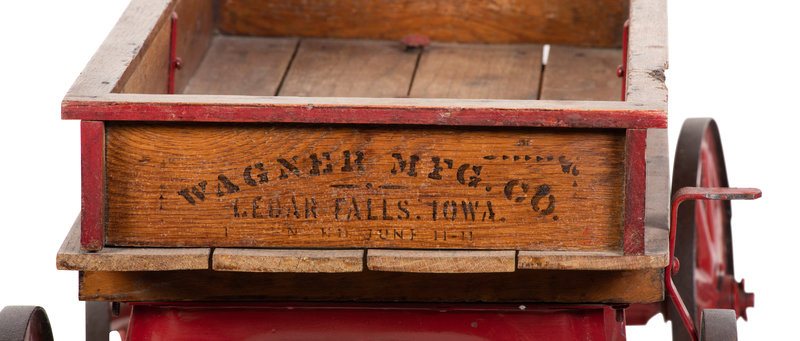 WAGNER MFG. CO.
CEDAR FALLS. IOWA.
JUNE 11-11